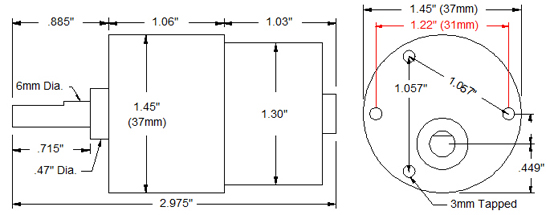 .885"
1.06"
1.03"
1.45" (37mm)
1.22" (31mm)
6mm Dia.
1.45"
(37mm)
1.30"
1.057"
1.057"
.715"
.47" Dia.
2.975"
.449"
3mm Tapped